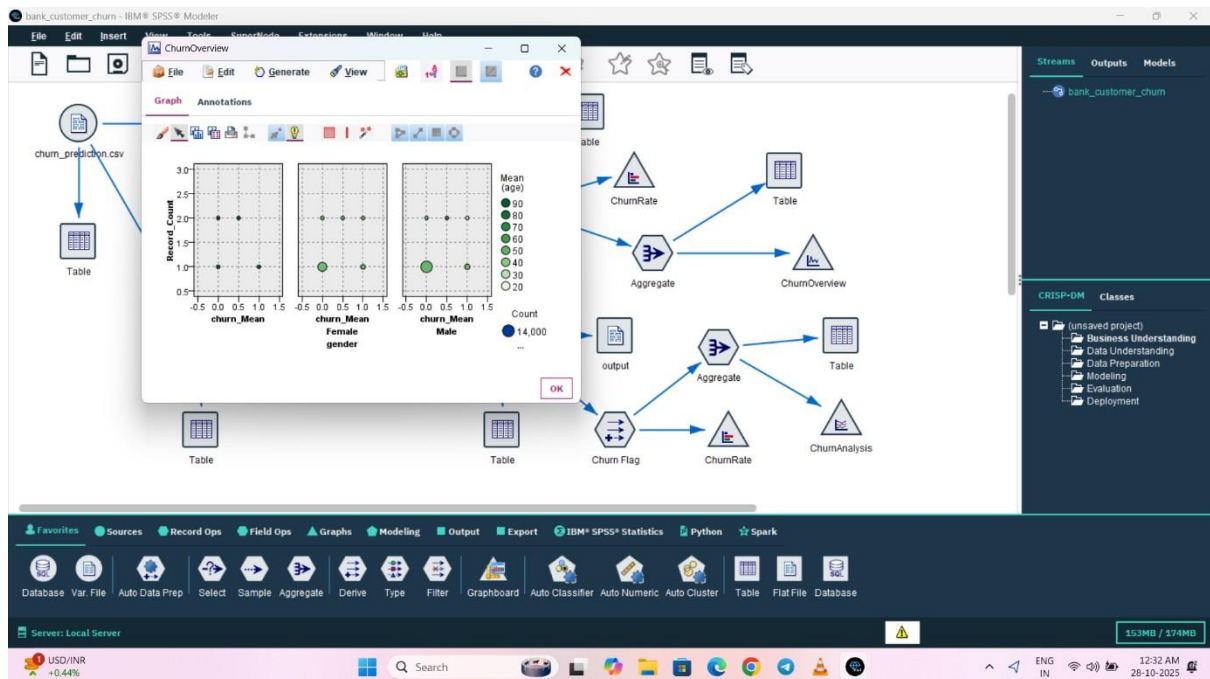 bank_customer_churn - IBM® SPSS® Modeler
File Edit Insert View Tools SuperNode Extensions Window Help
ChurnOverview
File Edit Generate View
Graph Annotations
Record_Count
3.0
2.5
2.0
1.5
1.0
0.5
-0.5 0.0 0.5 1.0 1.5 -0.5 0.0 0.5 1.0 1.5 -0.5 0.0 0.5 1.0 1.5
churn_Mean churn_Mean churn_Mean
Female Male
gender
Mean
(age)
90
80
70
60
50
40
30
20
Count
14,000
...
OK
churn_prediction.csv
Table
Table
Table
ChurnRate
Table
Aggregate
ChurnOverview
output
Aggregate
Table
Churn Flag
ChurnRate
ChurnAnalysis
Streams Outputs Models
bank_customer_churn
CRISP-DM Classes
(unsaved project)
Business Understanding
Data Understanding
Data Preparation
Modeling
Evaluation
Deployment
Favorites Sources Record Ops Field Ops Graphs Modeling Output Export IBM® SPSS® Statistics Python Spark
Database Var. File Auto Data Prep Select Sample Aggregate Derive Type Filter Graphboard Auto Classifier Auto Numeric Auto Cluster Table Flat File Database
Server: Local Server
153MB / 174MB
1
USD/INR
+0.44%
Search
ENG
IN
12:32 AM
28-10-2025